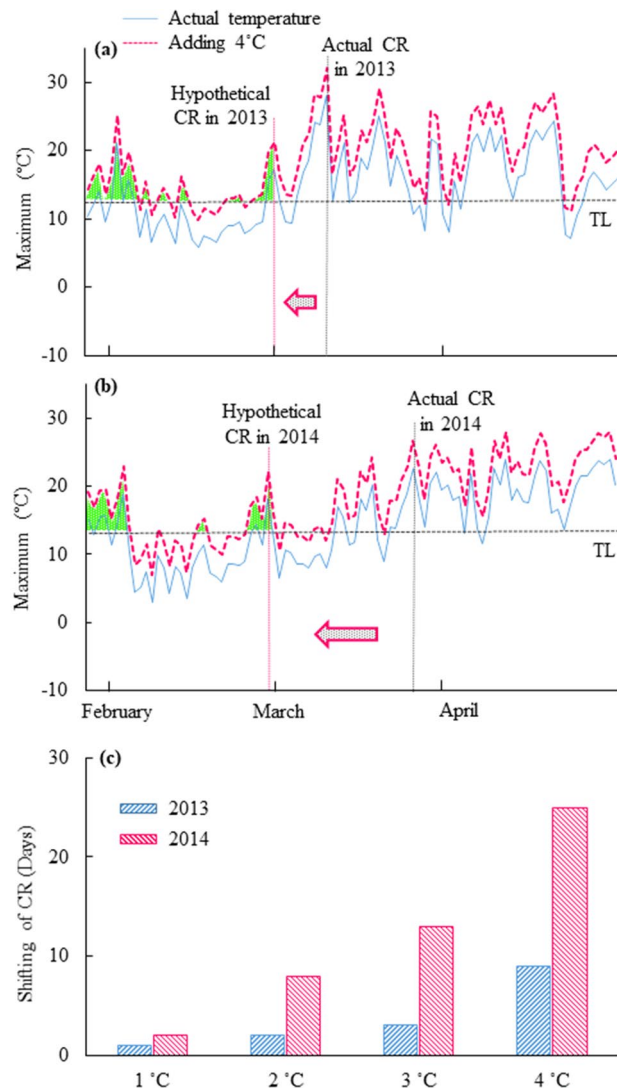 Actual temperature
Adding 4˚C
(a)
Actual CR
in 2013
Hypothetical
CR in 2013
Maximum (°C)
30
20
10
0
-10
TL
(b)
Hypothetical
CR in 2014
Actual CR
in 2014
Maximum (°C)
30
20
10
0
-10
TL
February
March
April
(c)
2013
2014
Shifting of CR (Days)
30
20
10
0
1 ˚C
2 ˚C
3 ˚C
4 ˚C